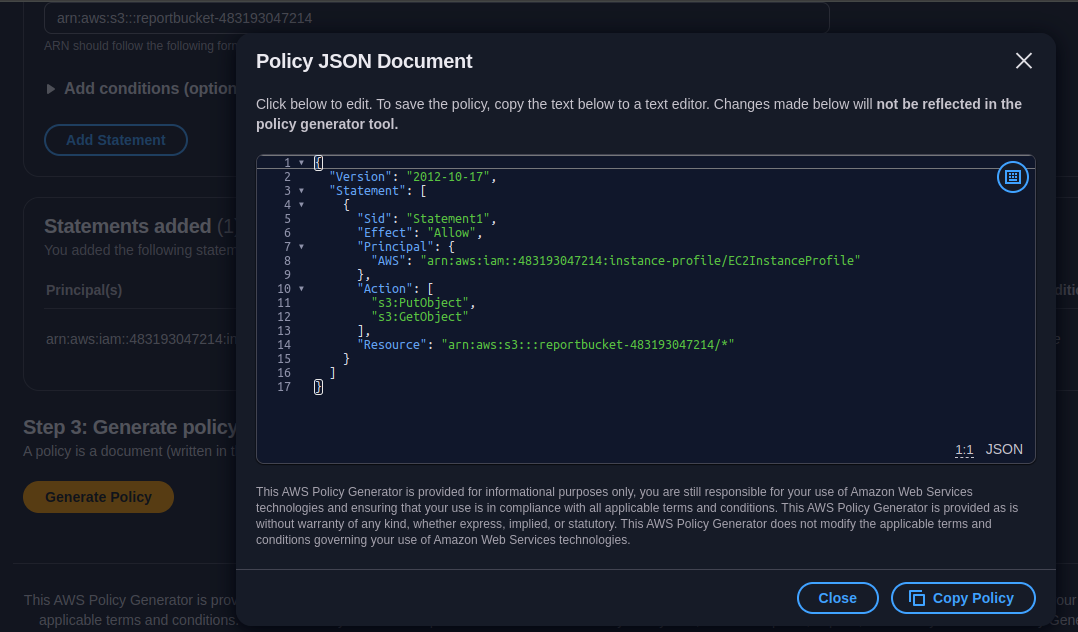 arn:aws:s3:::reportbucket-483193047214
ARN should follow the following
Add conditions
Add Statement
Statements added (1
You added the following
Principal(s)
arn:aws:iam::483193047214:
Step 3: Generate policy
A policy is a document (written in
Generate Policy
This AWS Policy Generator is
applicable terms and conditions.
Policy JSON Document
Click below to edit. To save the policy, copy the text below to a text editor. Changes made below will not be reflected in the
policy generator tool.
1 {
2 "Version": "2012-10-17",
3 "Statement": [
4 {
5 "Sid": "Statement1",
6 "Effect": "Allow",
7 "Principal": {
8 "AWS": "arn:aws:iam::483193047214:instance-profile/EC2InstanceProfile"
9 },
10 "Action": [
11 "s3:PutObject",
12 "s3:GetObject"
13 ],
14 "Resource": "arn:aws:s3:::reportbucket-483193047214/*"
15 }
16 ]
17 }
1:1 JSON
This AWS Policy Generator is provided for informational purposes only, you are still responsible for your use of Amazon Web Services
technologies and ensuring that your use is in compliance with all applicable terms and conditions. This AWS Policy Generator is provided as is
without warranty of any kind, whether express, implied, or statutory. This AWS Policy Generator does not modify the applicable terms and
conditions governing your use of Amazon Web Services technologies.
Close
Copy Policy